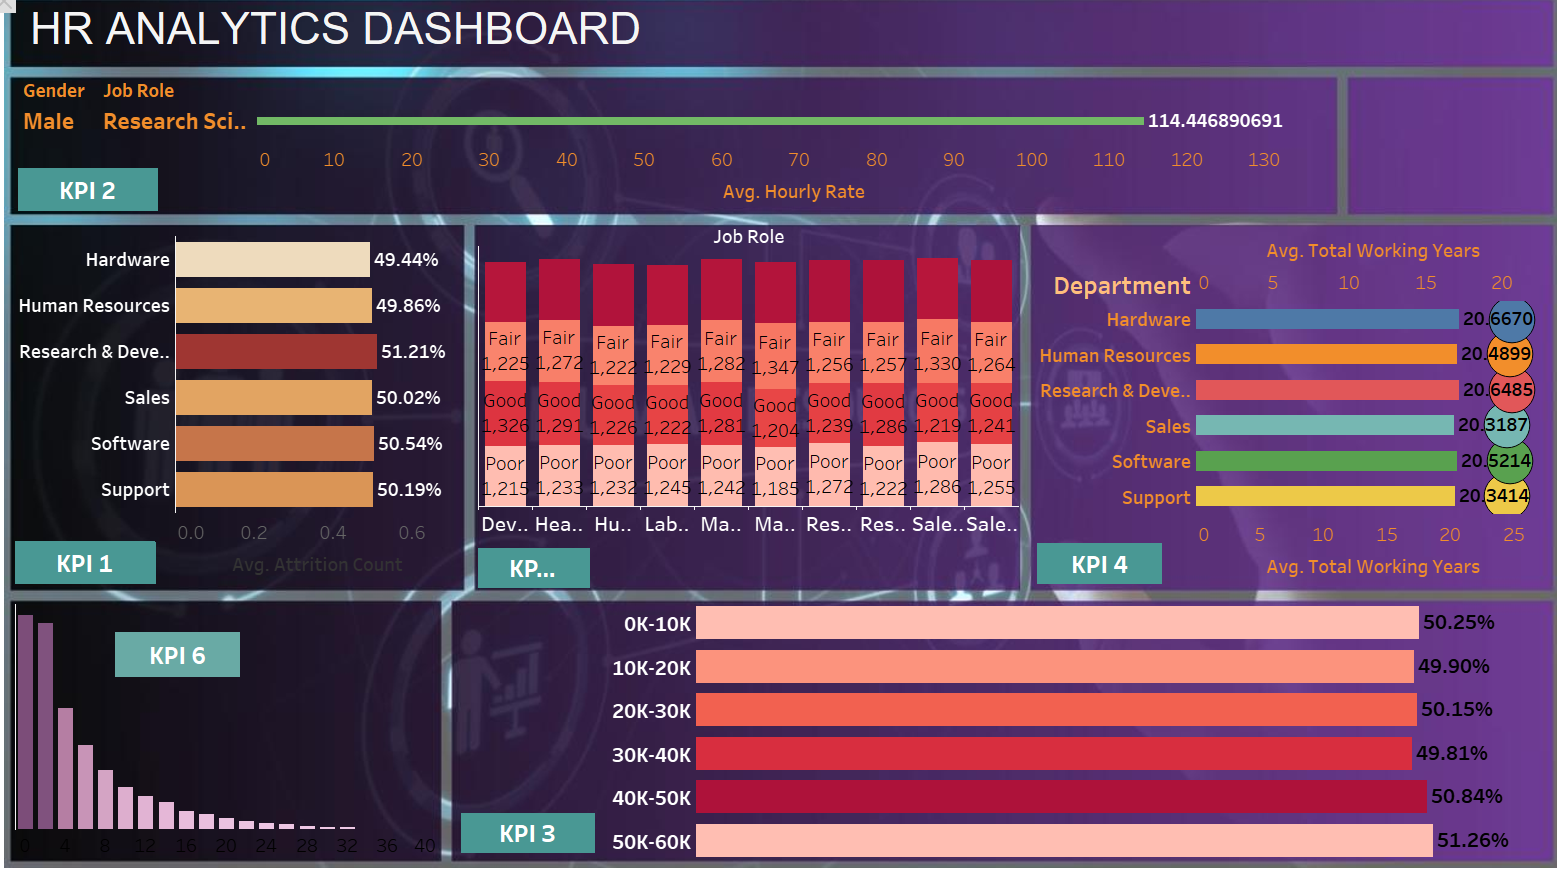 HR ANALYTICS DASHBOARD
Gender Job Role
Male Research Sci.. 114.446890691
0 10 20 30 40 50 60 70 80 90 100 110 120 130
Avg. Hourly Rate
KPI 2
Hardware 49.44%
Human Resources 49.86%
Research & Deve.. 51.21%
Sales 50.02%
Software 50.54%
Support 50.19%
0.0 0.2 0.4 0.6
Avg. Attrition Count
KPI 1
Job Role
Fair Fair Fair Fair Fair Fair Fair Fair Fair Fair
1,225 1,272 1,222 1,229 1,282 1,347 1,256 1,257 1,330 1,264
Good Good Good Good Good Good Good Good Good Good
1,326 1,291 1,226 1,222 1,281 1,204 1,239 1,286 1,219 1,241
Poor Poor Poor Poor Poor Poor Poor Poor Poor Poor
1,215 1,233 1,232 1,245 1,242 1,185 1,272 1,222 1,286 1,255
Dev.. Hea.. Hu.. Lab.. Ma.. Ma.. Res.. Res.. Sale.. Sale..
KP...
Avg. Total Working Years
Department 0 5 10 15 20
Hardware 20.6670
Human Resources 20.4899
Research & Deve.. 20.6485
Sales 20.3187
Software 20.5214
Support 20.3414
0 5 10 15 20 25
Avg. Total Working Years
KPI 4
KPI 6
0 4 8 12 16 20 24 28 32 36 40
0K-10K 50.25%
10K-20K 49.90%
20K-30K 50.15%
30K-40K 49.81%
40K-50K 50.84%
50K-60K 51.26%
KPI 3